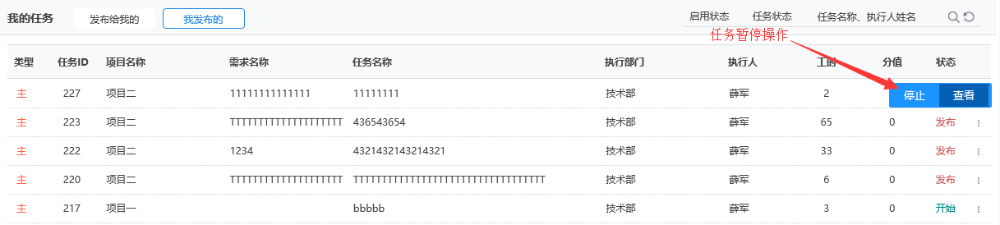 我的任务 发布给我的 我发布的 启用状态 任务状态 任务名称、执行人姓名
任务暂停操作
类型 任务ID 项目名称 需求名称 任务名称 执行部门 执行人 工时 分值 状态
主 227 项目二 11111111111111 11111111 技术部 薛军 2 停止 查看
主 223 项目二 TTTTTTTTTTTTTTTTTTTT 436543654 技术部 薛军 65 0 发布
主 222 项目二 1234 4321432143214321 技术部 薛军 33 0 发布
主 220 项目二 TTTTTTTTTTTTTTTTTTTT TTTTTTTTTTTTTTTTTTTTTTTTTTTTTTTTTT 技术部 薛军 6 0 发布
主 217 项目一 bbbbb 技术部 薛军 3 0 开始